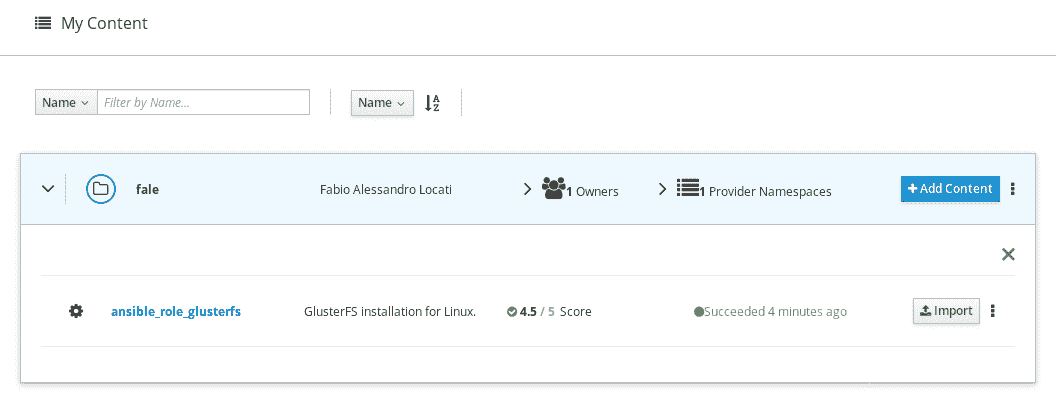 My Content
Name Filter by Name... Name A Z
fale Fabio Alessandro Locati 1 Owners 1 Provider Namespaces + Add Content
ansible_role_glusterfs GlusterFS installation for Linux. 4.5 / 5 Score Succeeded 4 minutes ago Import